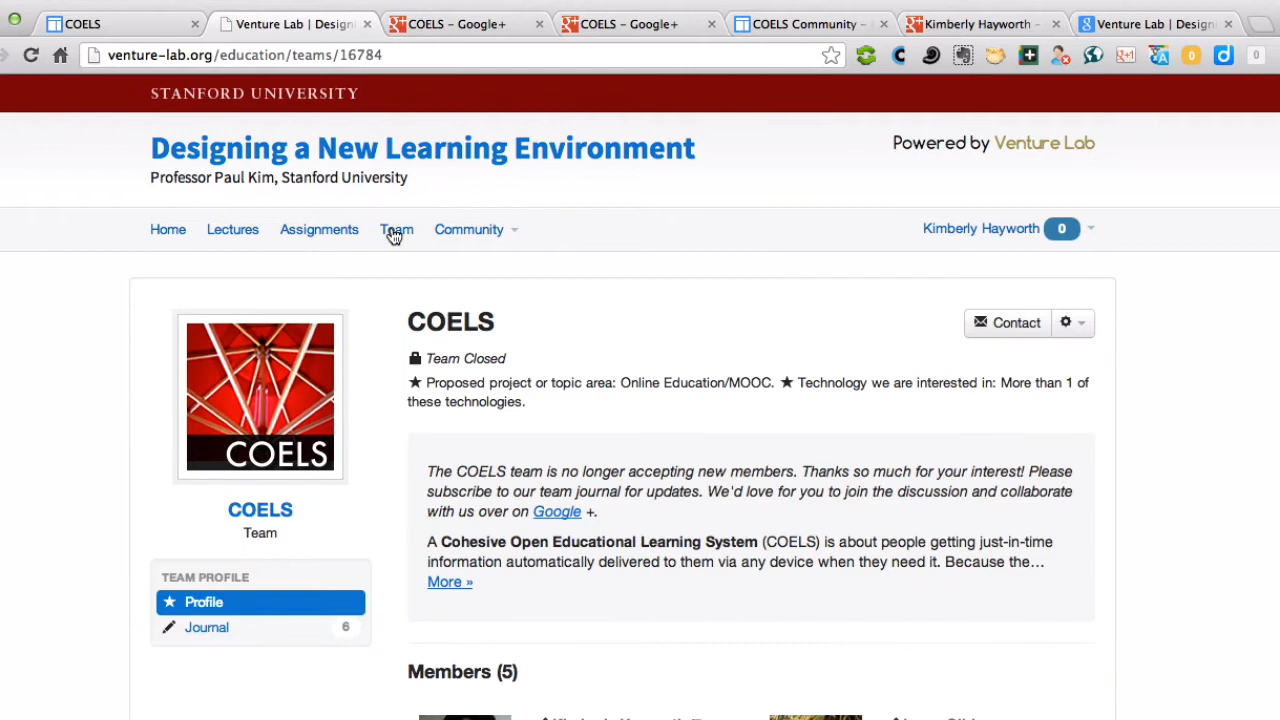 COELS
Venture Lab | Design
COELS – Google+
COELS – Google+
COELS Community –
Kimberly Hayworth –
Venture Lab | Design
venture-lab.org/education/teams/16784
STANFORD UNIVERSITY
Designing a New Learning Environment
Powered by Venture Lab
Professor Paul Kim, Stanford University
Home
Lectures
Assignments
Team
Community
Kimberly Hayworth 0
COELS
Contact
Team Closed
★ Proposed project or topic area: Online Education/MOOC. ★ Technology we are interested in: More than 1 of
these technologies.
COELS
The COELS team is no longer accepting new members. Thanks so much for your interest! Please
subscribe to our team journal for updates. We'd love for you to join the discussion and collaborate
with us over on Google +.
COELS
Team
A Cohesive Open Educational Learning System (COELS) is about people getting just-in-time
information automatically delivered to them via any device when they need it. Because the...
More »
TEAM PROFILE
Profile
Journal 6
Members (5)